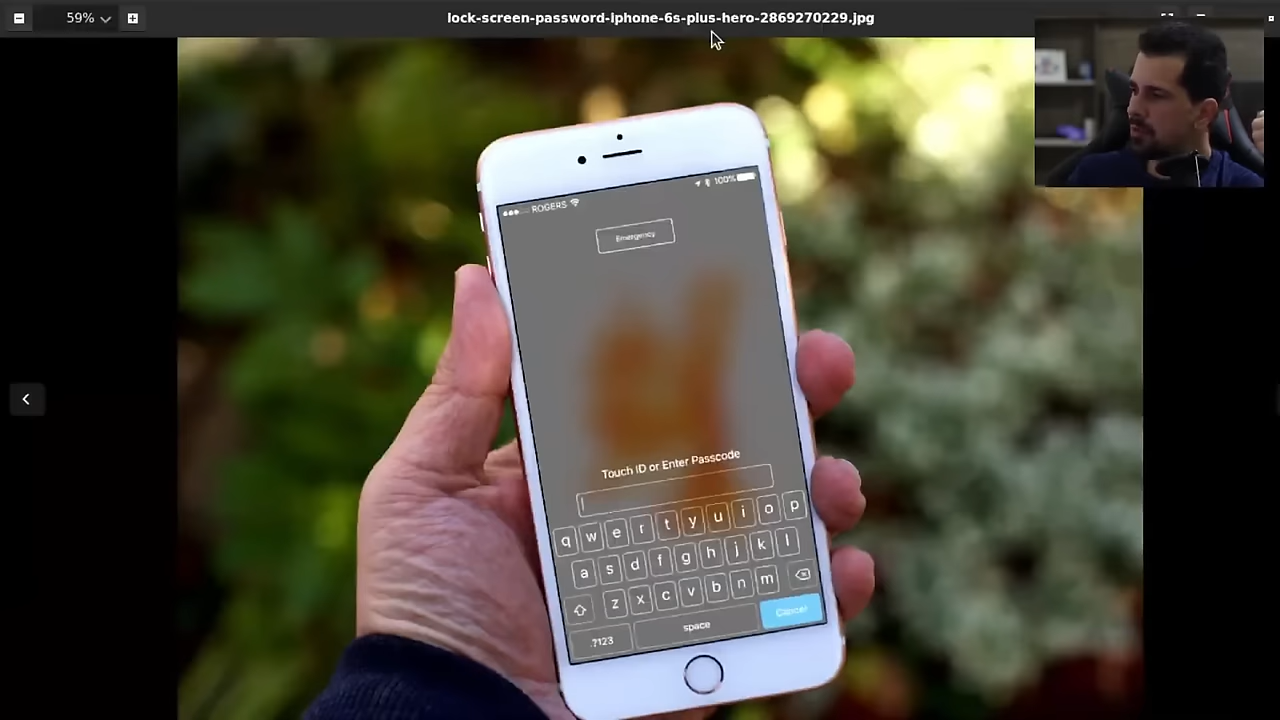 59%
lock-screen-password-iphone-6s-plus-hero-2869270229.jpg
ROGERS
100%
Emergency
Touch ID or Enter Passcode
q w e r t y u i o p
a s d f g h j k l
z x c v b n m
.?123 space Cancel